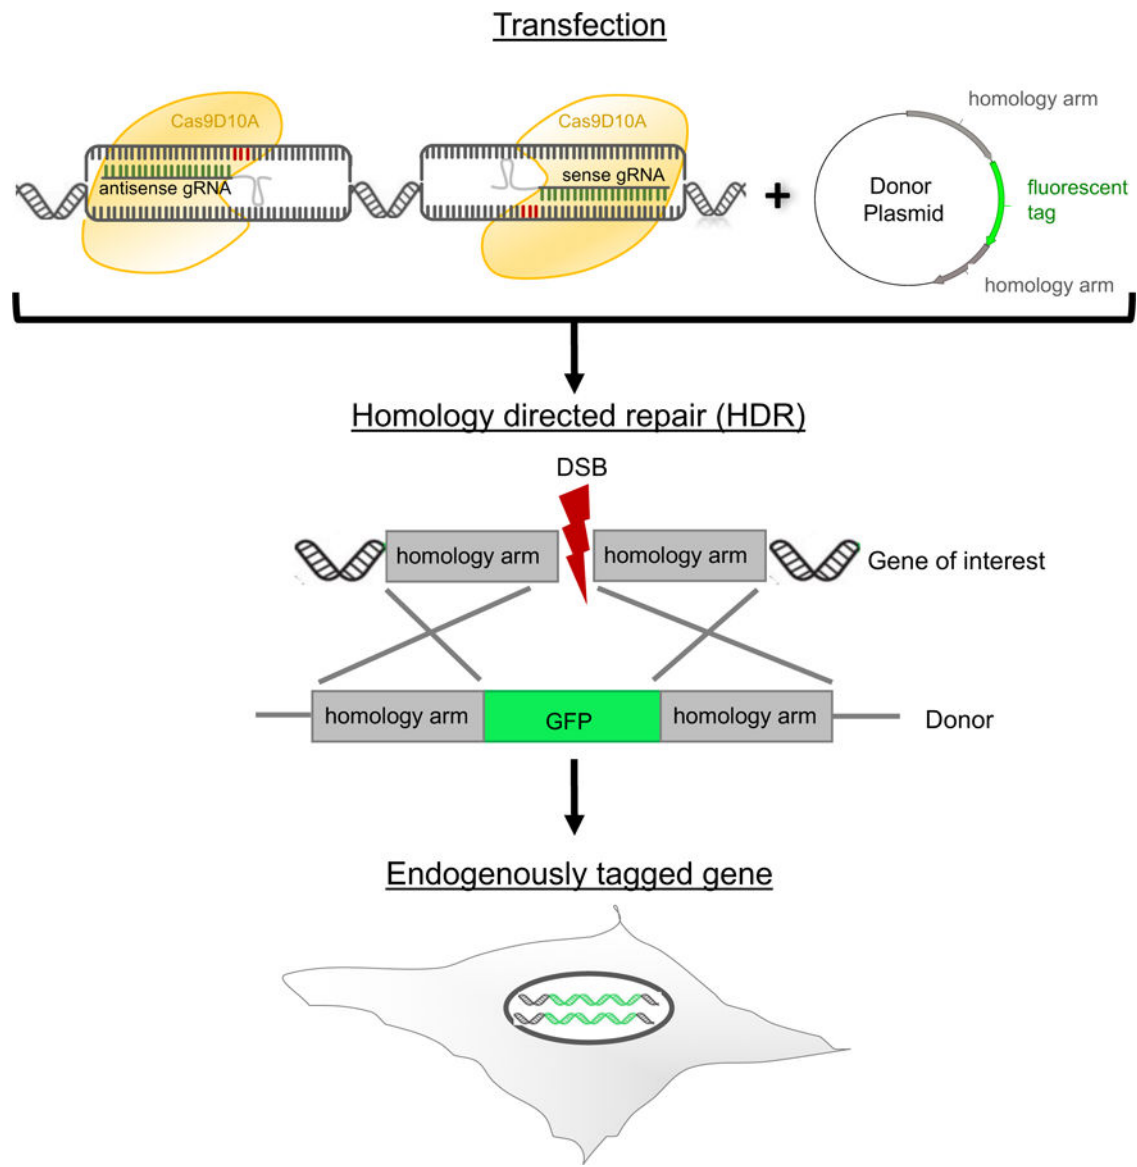 Transfection
Cas9D10A
antisense gRNA
Cas9D10A
sense gRNA
+
Donor
Plasmid
homology arm
fluorescent
tag
homology arm
Homology directed repair (HDR)
DSB
homology arm
homology arm
Gene of interest
homology arm
GFP
homology arm
Donor
Endogenously tagged gene